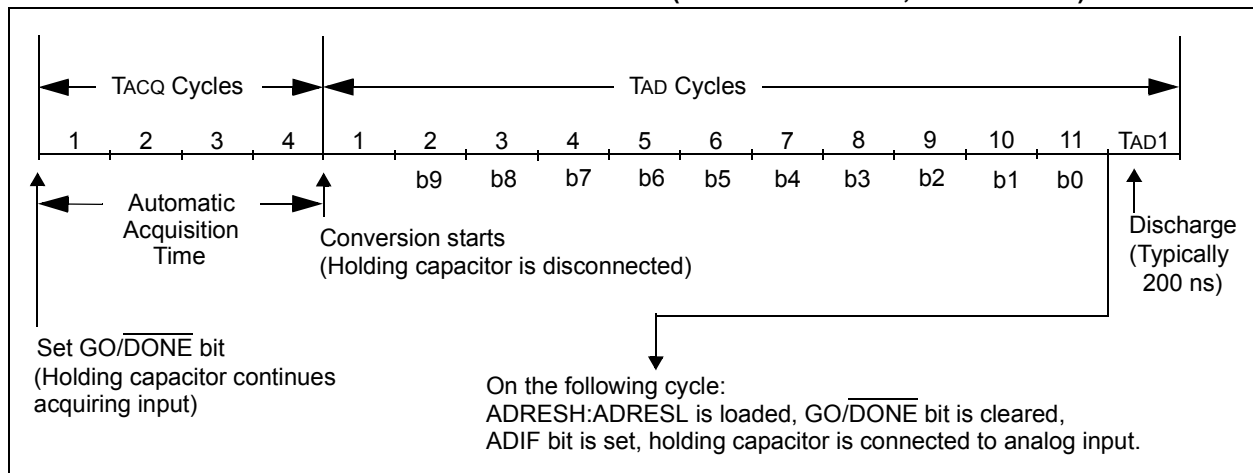 TACQ Cycles
TAD Cycles
1 2 3 4 1 2 3 4 5 6 7 8 9 10 11 TAD1
b9 b8 b7 b6 b5 b4 b3 b2 b1 b0
Automatic
Acquisition
Time
Conversion starts
(Holding capacitor is disconnected)
Discharge
(Typically
200 ns)
Set GO/DONE bit
(Holding capacitor continues
acquiring input)
On the following cycle:
ADRESH:ADRESL is loaded, GO/DONE bit is cleared,
ADIF bit is set, holding capacitor is connected to analog input.